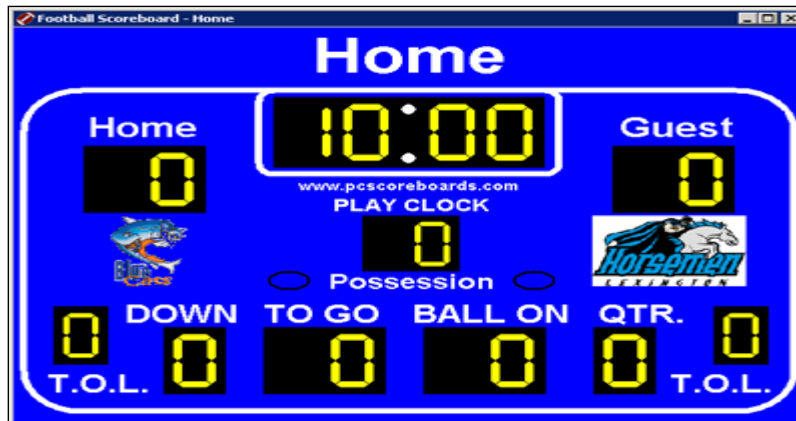 Football Scoreboard - Home
Home
Home
10:00
Guest
0
0
www.pcscoreboards.com
PLAY CLOCK
0
Horsemen
LEXINGTON
Possession
DOWN TO GO BALL ON QTR.
0 0 0 0 0 0
T.O.L. T.O.L.